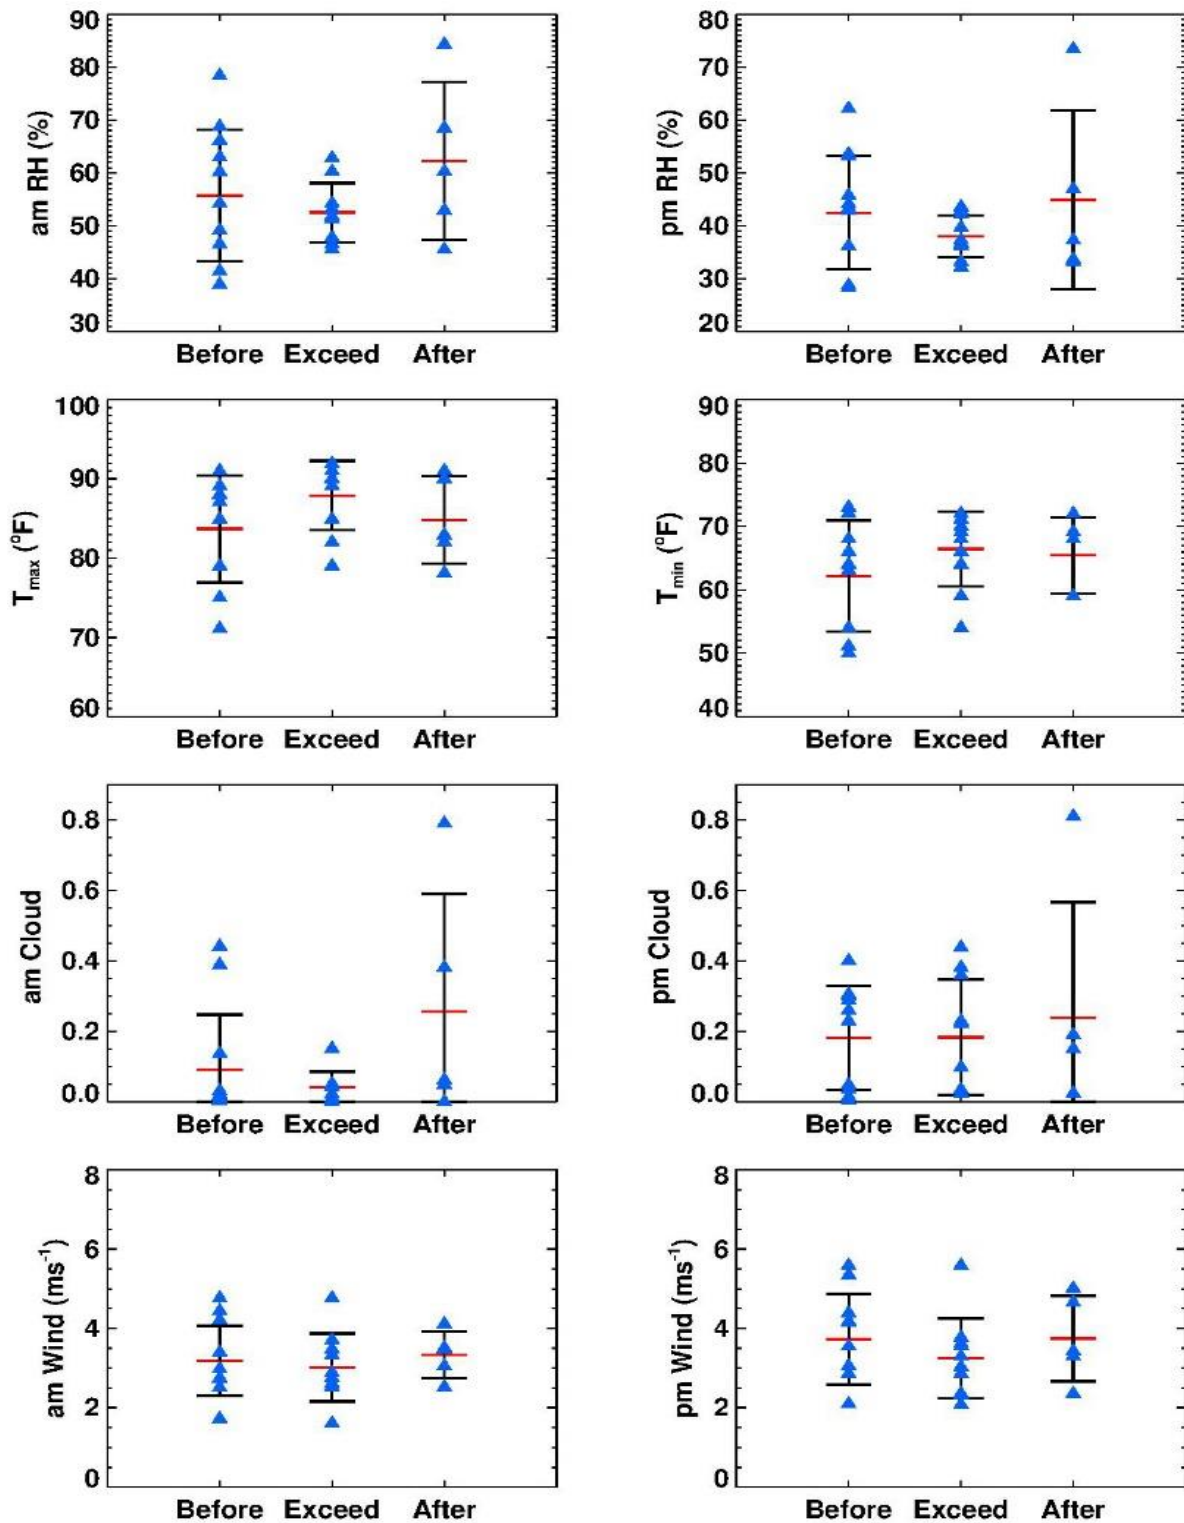 90
80
70
60
50
40
30
am RH (%)
Before Exceed After
80
70
60
50
40
30
20
pm RH (%)
Before Exceed After
100
90
80
70
60
Tmax (oF)
Before Exceed After
90
80
70
60
50
40
Tmin (oF)
Before Exceed After
0.8
0.6
0.4
0.2
0.0
am Cloud
Before Exceed After
0.8
0.6
0.4
0.2
0.0
pm Cloud
Before Exceed After
8
6
4
2
0
am Wind (ms-1)
Before Exceed After
8
6
4
2
0
pm Wind (ms-1)
Before Exceed After